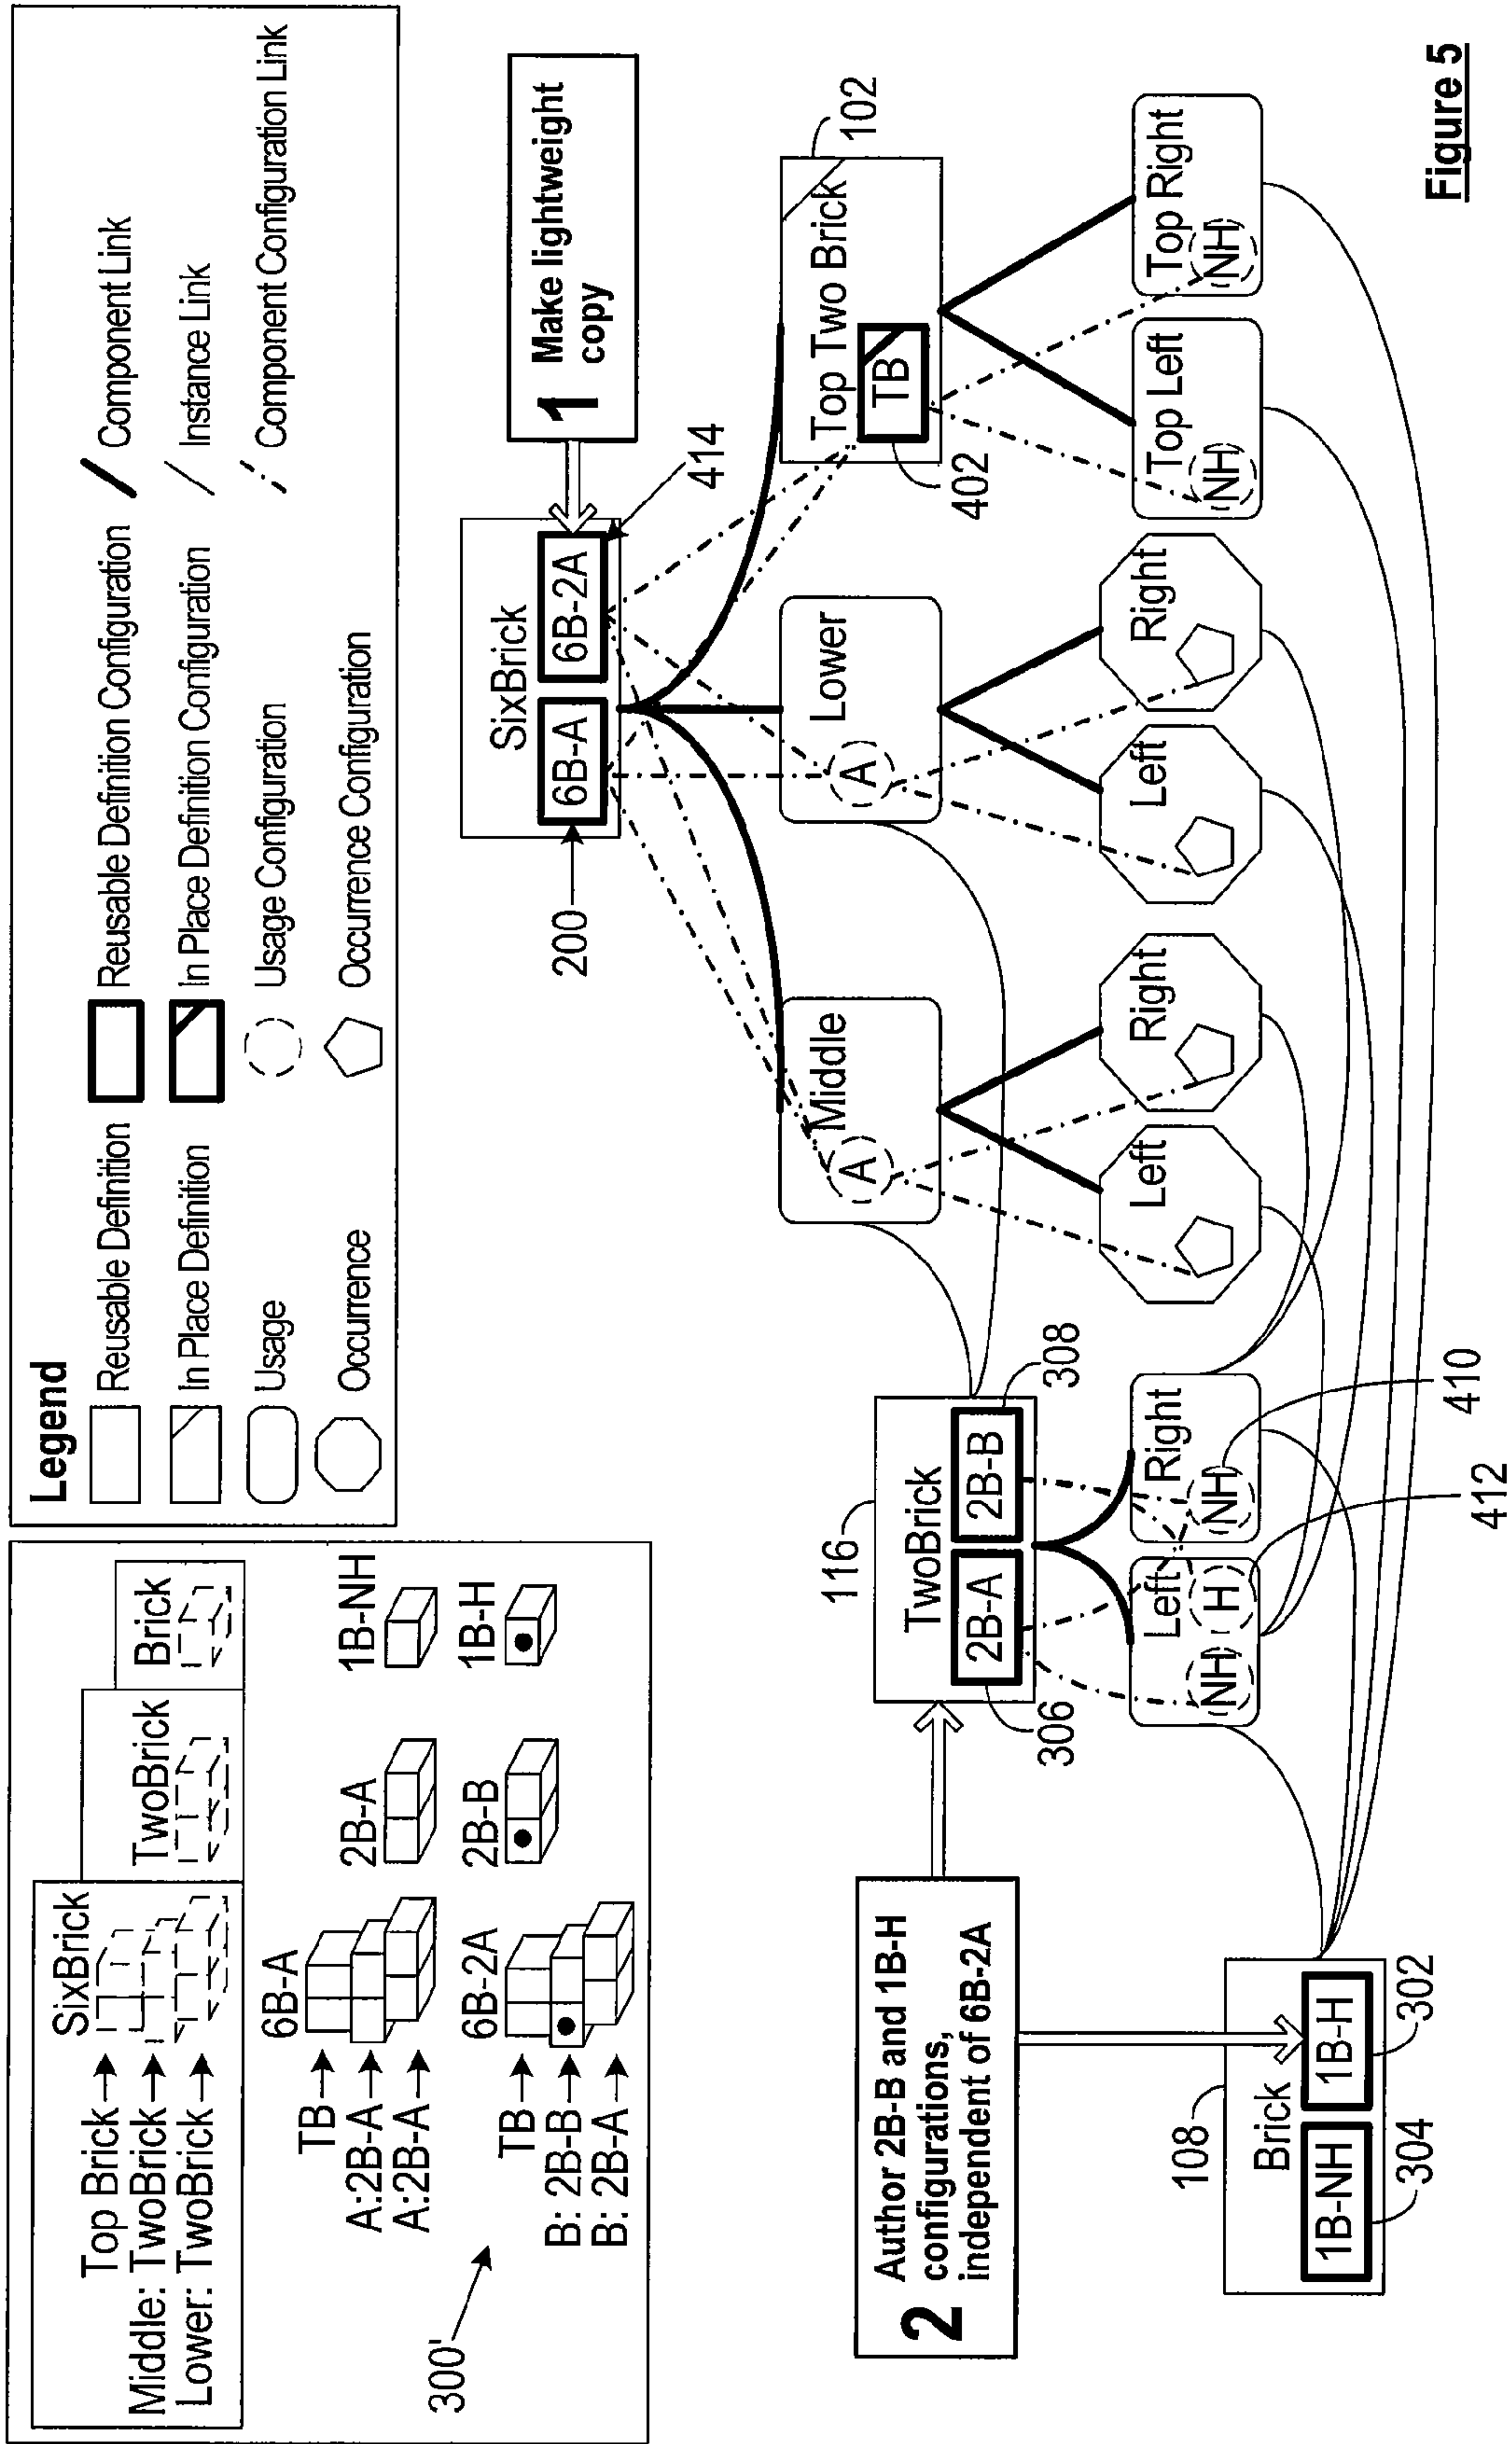 SixBrick
TwoBrick
Brick
Top Brick
Middle: TwoBrick
Lower: TwoBrick
6B-A
2B-A
1B-NH
TB
A:2B-A
A:2B-A
6B-2A
2B-B
1B-H
TB
B: 2B-B
B: 2B-A
300'
Legend
Reusable Definition
Reusable Definition Configuration
Component Link
In Place Definition
In Place Definition Configuration
Instance Link
Usage
Usage Configuration
Component Configuration Link
Occurrence
Occurrence Configuration
1 Make lightweight
copy
SixBrick
6B-A
6B-2A
200
414
Middle
A
Lower
A
Top Two Brick
TB
102
402
Left
Right
Left
Right
Top Left
NH
Top Right
NH
116
TwoBrick
2B-A
2B-B
306
308
Left
NH
H
Right
NH
410
412
2 Author 2B-B and 1B-H
configurations,
independent of 6B-2A
108
Brick
1B-NH
1B-H
304
302
Figure 5